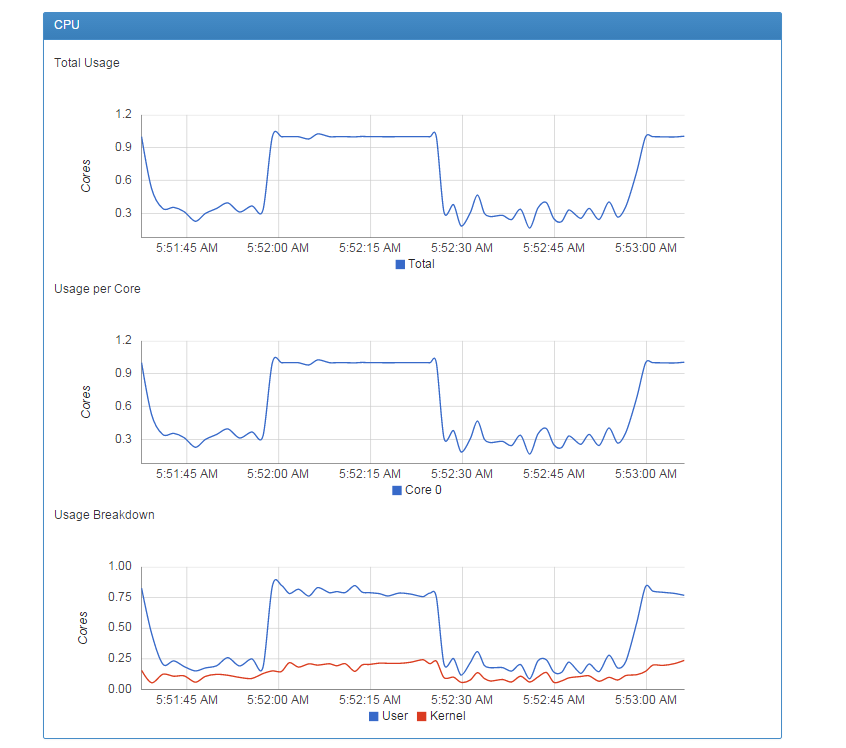 CPU
Total Usage
1.2
0.9
0.6
0.3
Cores
5:51:45 AM 5:52:00 AM 5:52:15 AM 5:52:30 AM 5:52:45 AM 5:53:00 AM
Total
Usage per Core
1.2
0.9
0.6
0.3
Cores
5:51:45 AM 5:52:00 AM 5:52:15 AM 5:52:30 AM 5:52:45 AM 5:53:00 AM
Core 0
Usage Breakdown
1.00
0.75
0.50
0.25
0.00
Cores
5:51:45 AM 5:52:00 AM 5:52:15 AM 5:52:30 AM 5:52:45 AM 5:53:00 AM
User Kernel